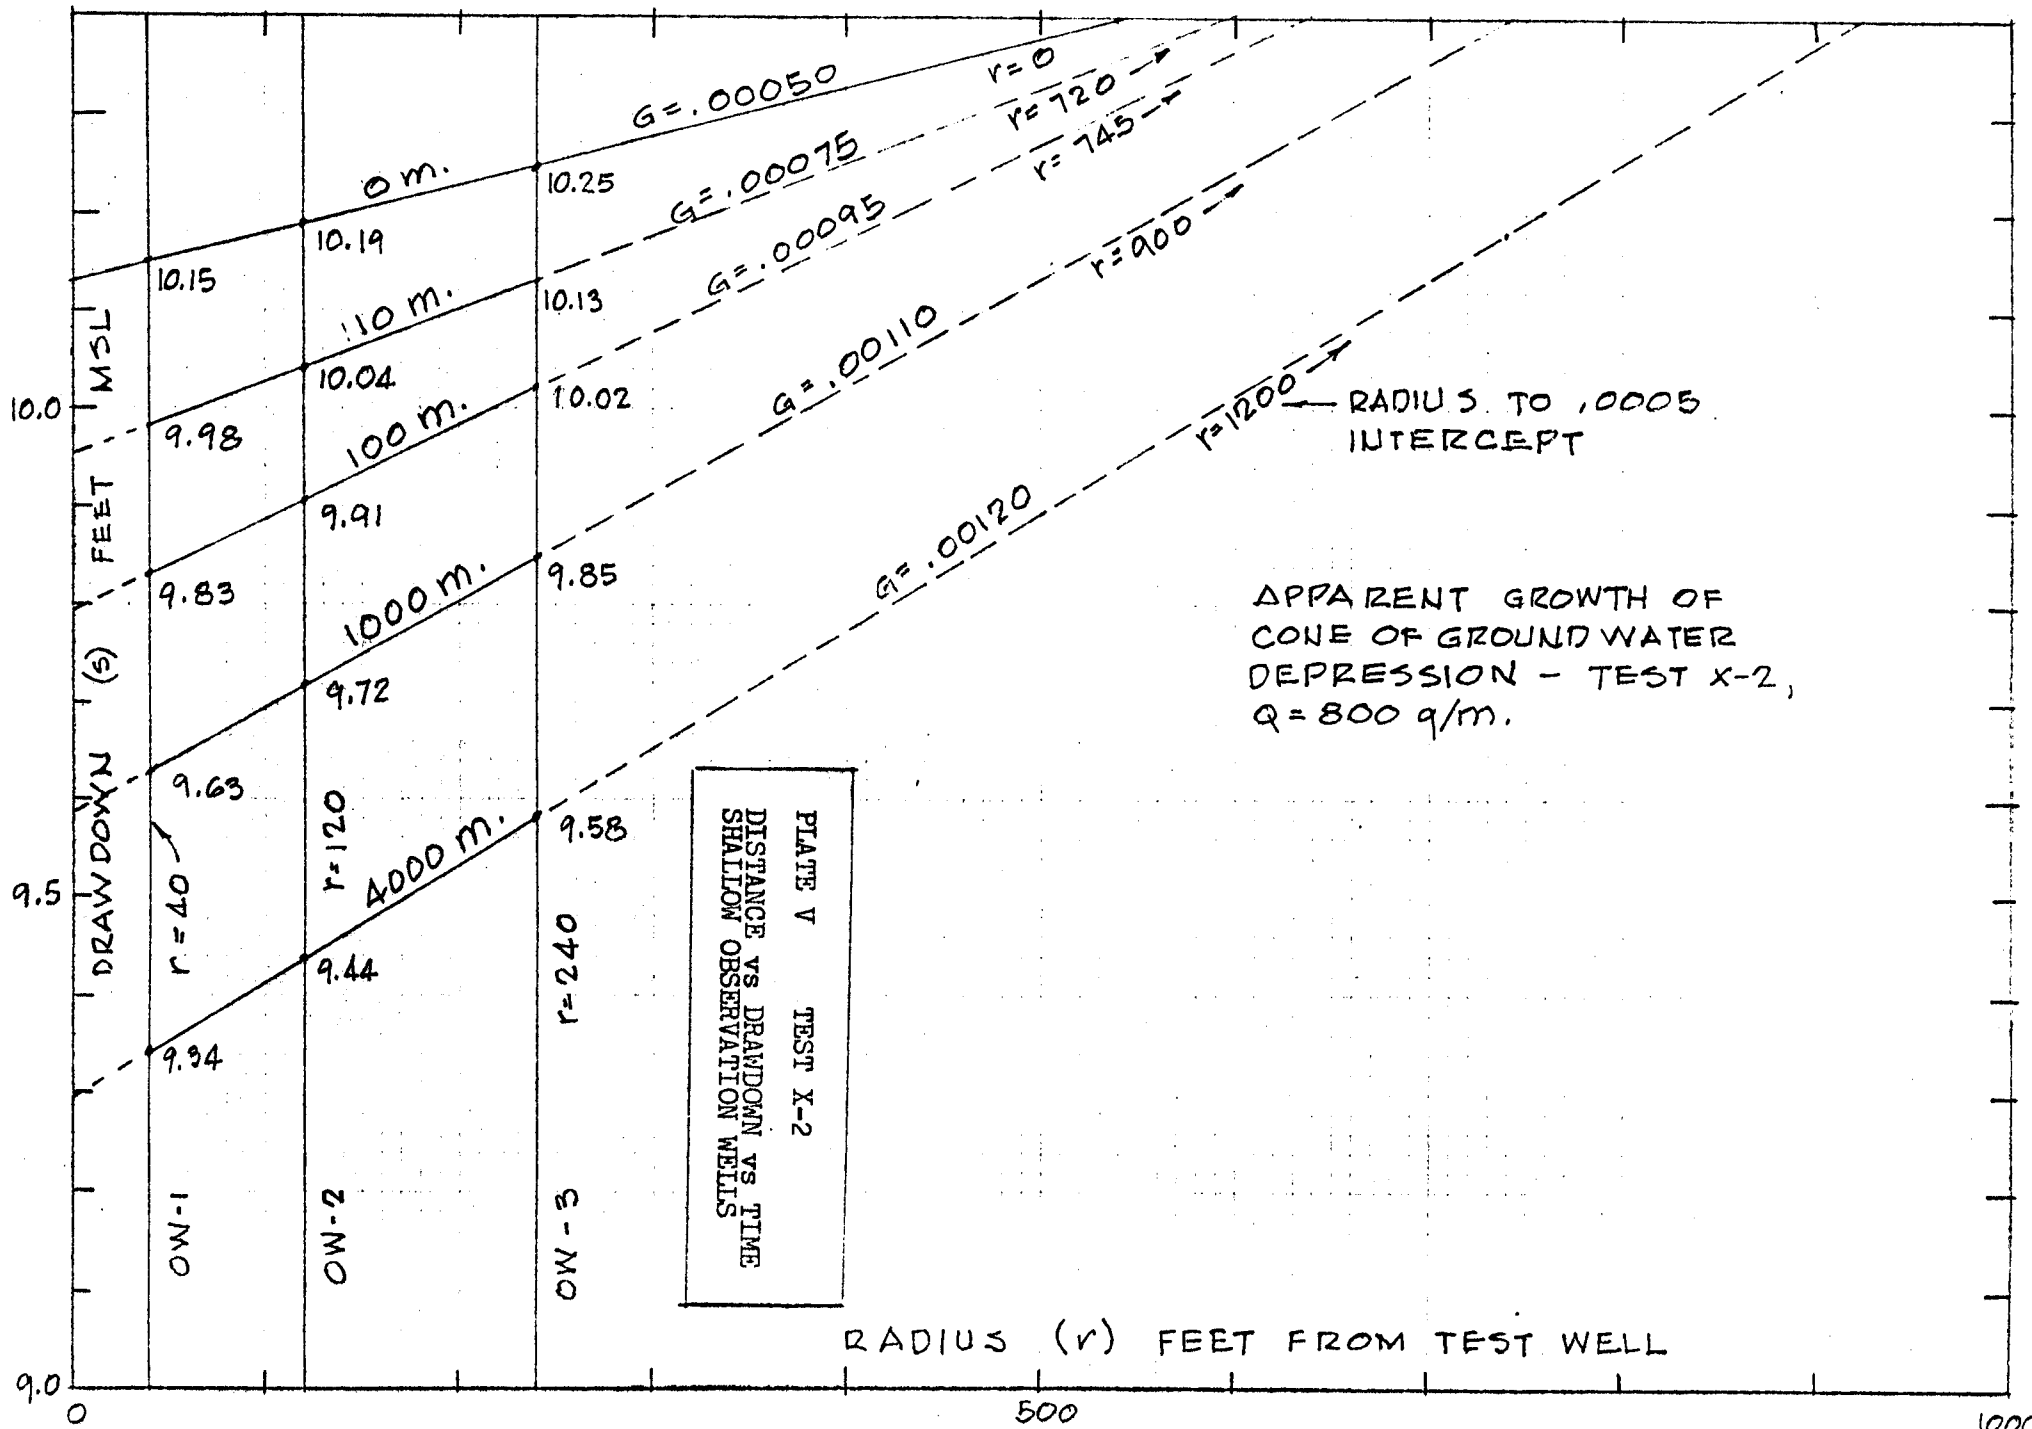 G=.00050
r=0
r=720
r=745
0 m.
10.25
G=.00075
10.19
G=.00095
r=900
10.15
10 m.
10.13
G=.00110
10.04
10.0
9.98
100 m.
10.02
r=1200
RADIUS TO .0005
INTERCEPT
9.91
G=.00120
9.83
1000 m.
9.85
9.72
9.63
APPARENT GROWTH OF
CONE OF GROUND WATER
DEPRESSION - TEST X-2,
Q = 800 g/m.
DRAWDOWN (s) FEET MSL
9.5
4000 m.
9.58
9.44
9.34
r=40
r=120
r=240
OW-1
OW-2
OW-3
PLATE V TEST X-2
DISTANCE vs DRAWDOWN vs TIME
SHALLOW OBSERVATION WELLS
RADIUS (r) FEET FROM TEST WELL
9.0
0
500
1000